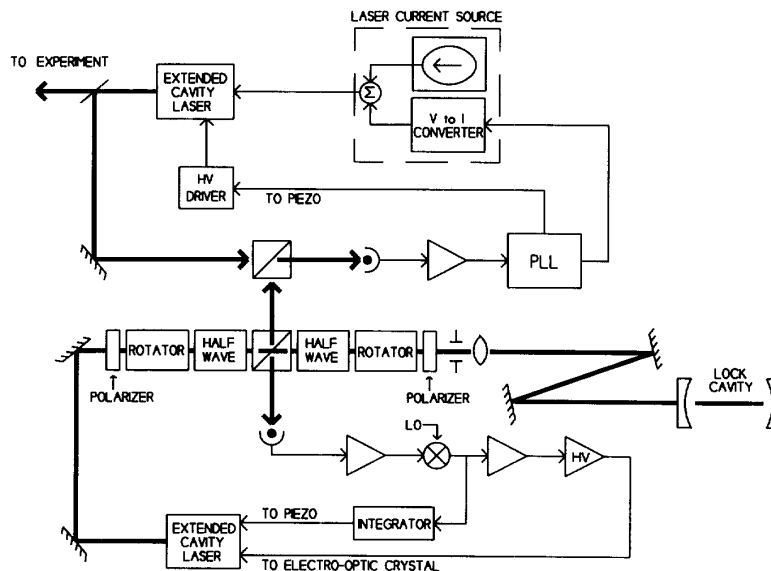 LASER CURRENT SOURCE
TO EXPERIMENT
EXTENDED
CAVITY
LASER
Σ
V to I
CONVERTER
HV
DRIVER
TO PIEZO
PLL
ROTATOR
HALF
WAVE
HALF
WAVE
ROTATOR
POLARIZER
POLARIZER
LOCK
CAVITY
LO
HV
EXTENDED
CAVITY
LASER
TO PIEZO
INTEGRATOR
TO ELECTRO-OPTIC CRYSTAL